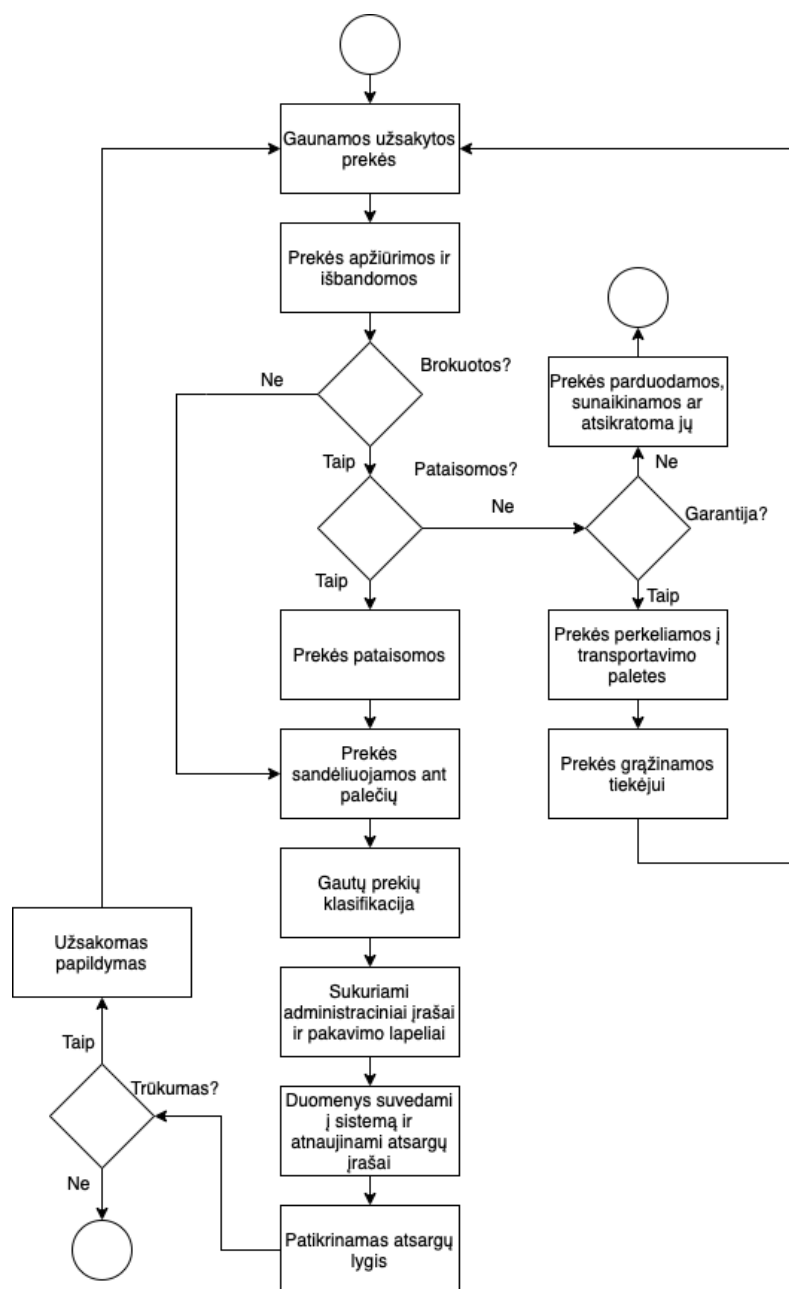 Gaunamos užsakytos
prekės
Prekės apžiūrimos ir
išbandomos
Brokuotos?
Ne
Taip
Pataisomos?
Ne
Prekės parduodamos,
sunaikinamos ar
atsikratoma jų
Ne
Garantija?
Taip
Taip
Prekės pataisomos
Prekės perkeliamos į
transportavimo
paletes
Prekės
sandėliuojamos ant
palečių
Prekės grąžinamos
tiekėjui
Gautų prekių
klasifikacija
Užsakomas
papildymas
Sukuriami
administraciniai įrašai
ir pakavimo lapeliai
Taip
Trūkumas?
Duomenys suvedami
į sistemą ir
atnaujinami atsargų
įrašai
Ne
Patikrinamas atsargų
lygis